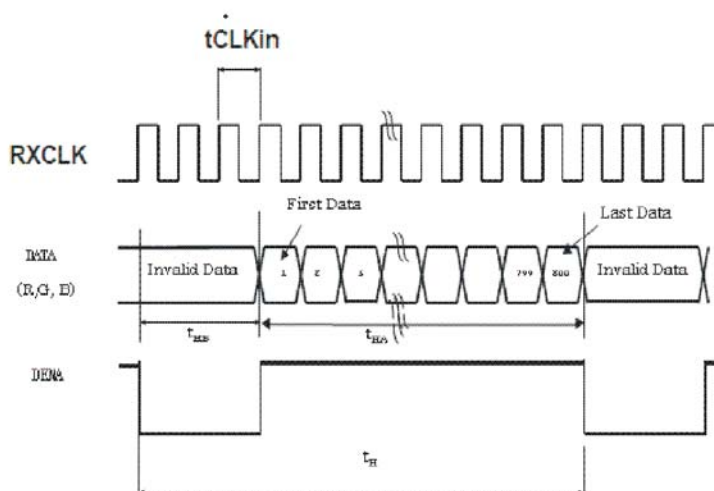 tCLKin
RXCLK
First Data
Last Data
DATA
(R,G, B)
Invalid Data
1
2
3
799
800
Invalid Data
tHB
tHA
DENA
tH